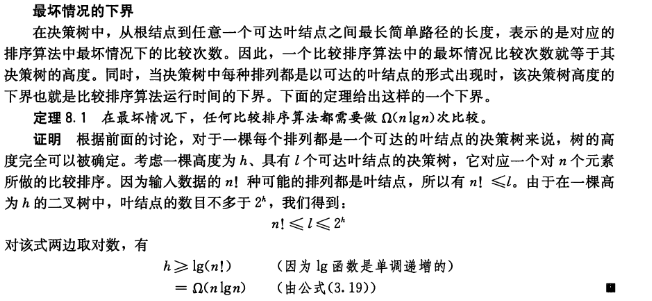 最坏情况的下界
在决策树中，从根结点到任意一个可达叶结点之间最长简单路径的长度，表示的是对应的
排序算法中最坏情况下的比较次数。因此，一个比较排序算法中的最坏情况比较次数就等于其
决策树的高度。同时，当决策树中每种排列都是以可达的叶结点的形式出现时，该决策树高度的
下界也就是比较排序算法运行时间的下界。下面的定理给出这样的一个下界。
定理8.1 在最坏情况下，任何比较排序算法都需要做 Ω(nlgn)次比较。
证明 根据前面的讨论，对于一棵每个排列都是一个可达的叶结点的决策树来说，树的高
度完全可以被确定。考虑一棵高度为 h、具有 l 个可达叶结点的决策树，它对应一个对 n 个元素
所做的比较排序。因为输入数据的 n! 种可能的排列都是叶结点，所以有 n! ≤l。由于在一棵高
为 h 的二叉树中，叶结点的数目不多于 2ʰ，我们得到：
n! ≤ l ≤ 2ʰ
对该式两边取对数，有
h ≥ lg(n!) （因为 lg 函数是单调递增的）
= Ω(nlgn) （由公式(3.19)）